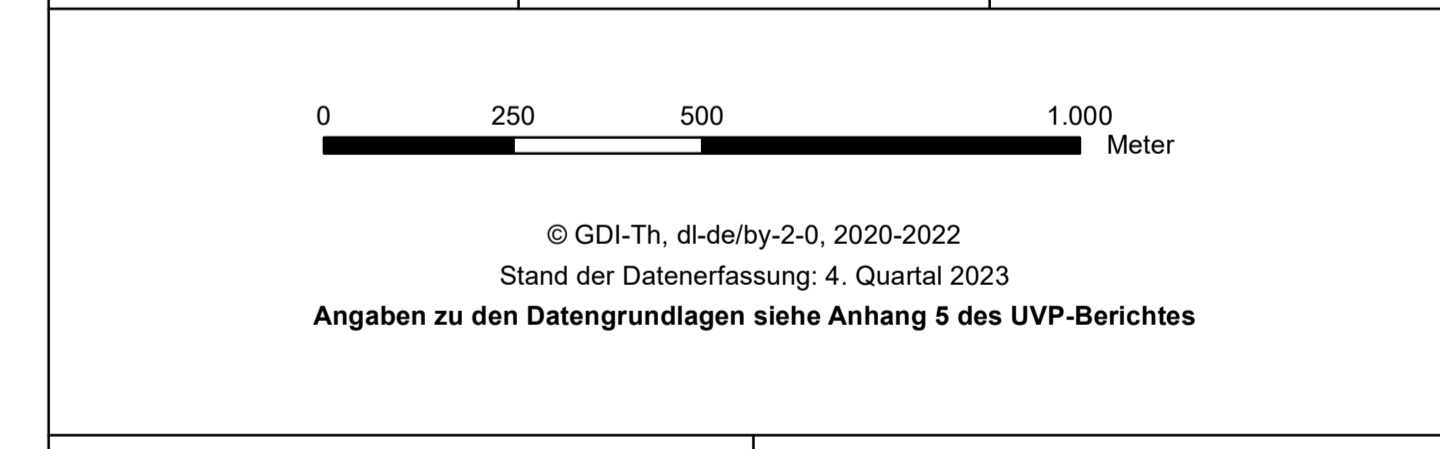 0 250 500 1.000
Meter
© GDI-Th, dl-de/by-2-0, 2020-2022
Stand der Datenerfassung: 4. Quartal 2023
Angaben zu den Datengrundlagen siehe Anhang 5 des UVP-Berichtes